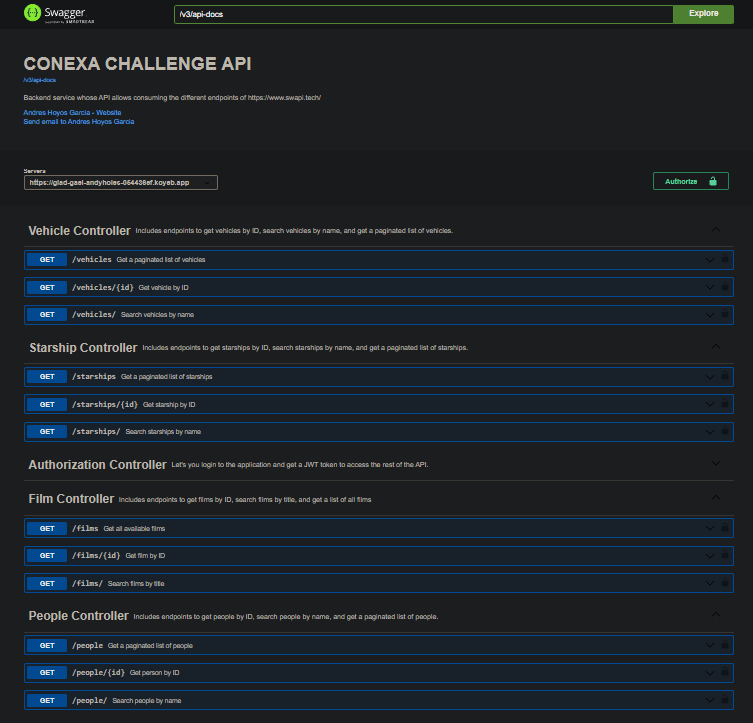 Swagger
Supported by SMARTBEAR
/v3/api-docs
Explore
CONEXA CHALLENGE API
/v3/api-docs
Backend service whose API allows consuming the different endpoints of https://www.swapi.tech/
Andres Hoyos Garcia - Website
Send email to Andres Hoyos Garcia
Servers
Authorize
Vehicle Controller Includes endpoints to get vehicles by ID, search vehicles by name, and get a paginated list of vehicles.
GET /vehicles Get a paginated list of vehicles
GET /vehicles/{id} Get vehicle by ID
GET /vehicles/ Search vehicles by name
Starship Controller Includes endpoints to get starships by ID, search starships by name, and get a paginated list of starships.
GET /starships Get a paginated list of starships
GET /starships/{id} Get starship by ID
GET /starships/ Search starships by name
Authorization Controller Let's you login to the application and get a JWT token to access the rest of the API.
Film Controller Includes endpoints to get films by ID, search films by title, and get a list of all films
GET /films Get all available films
GET /films/{id} Get film by ID
GET /films/ Search films by title
People Controller Includes endpoints to get people by ID, search people by name, and get a paginated list of people.
GET /people Get a paginated list of people
GET /people/{id} Get person by ID
GET /people/ Search people by name